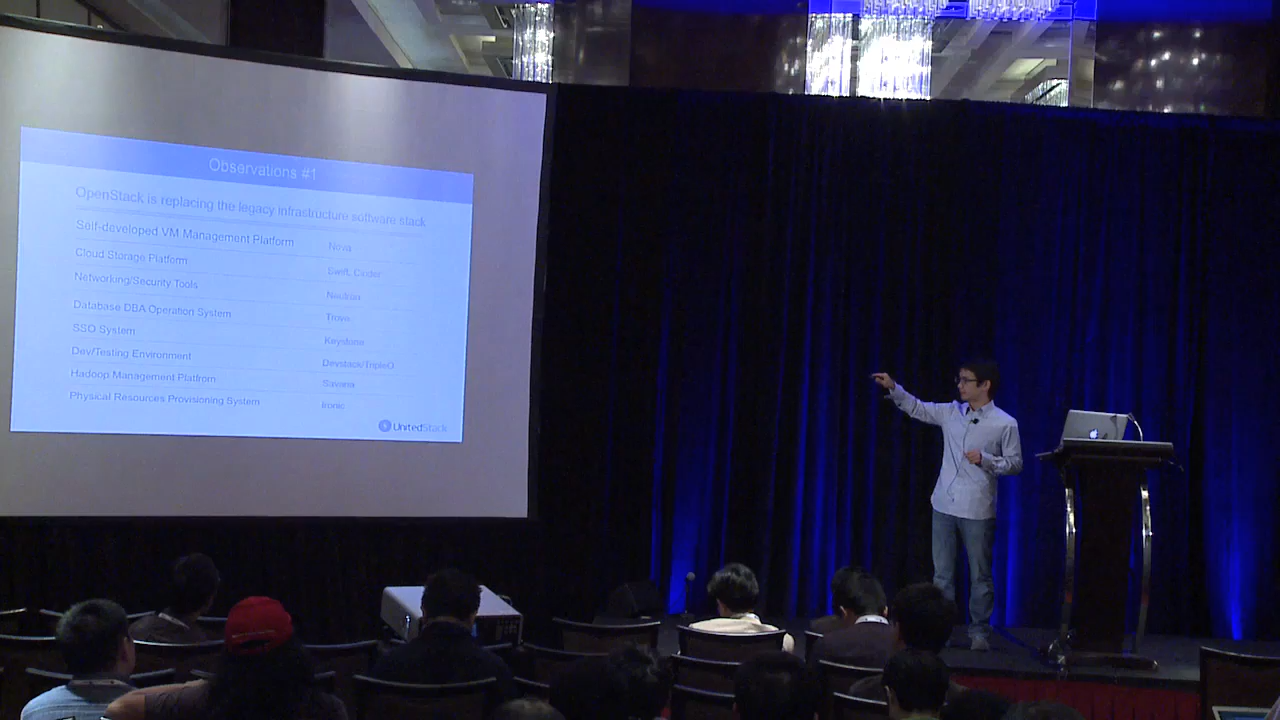 Observations #1
OpenStack is replacing the legacy infrastructure software stack
Self-developed VM Management Platform Nova
Cloud Storage Platform Swift, Cinder
Networking/Security Tools Neutron
Database DBA Operation System Trove
SSO System Keystone
Dev/Testing Environment Devstack/TripleO
Hadoop Management Platfrom Savana
Physical Resources Provisioning System Ironic
UnitedStack